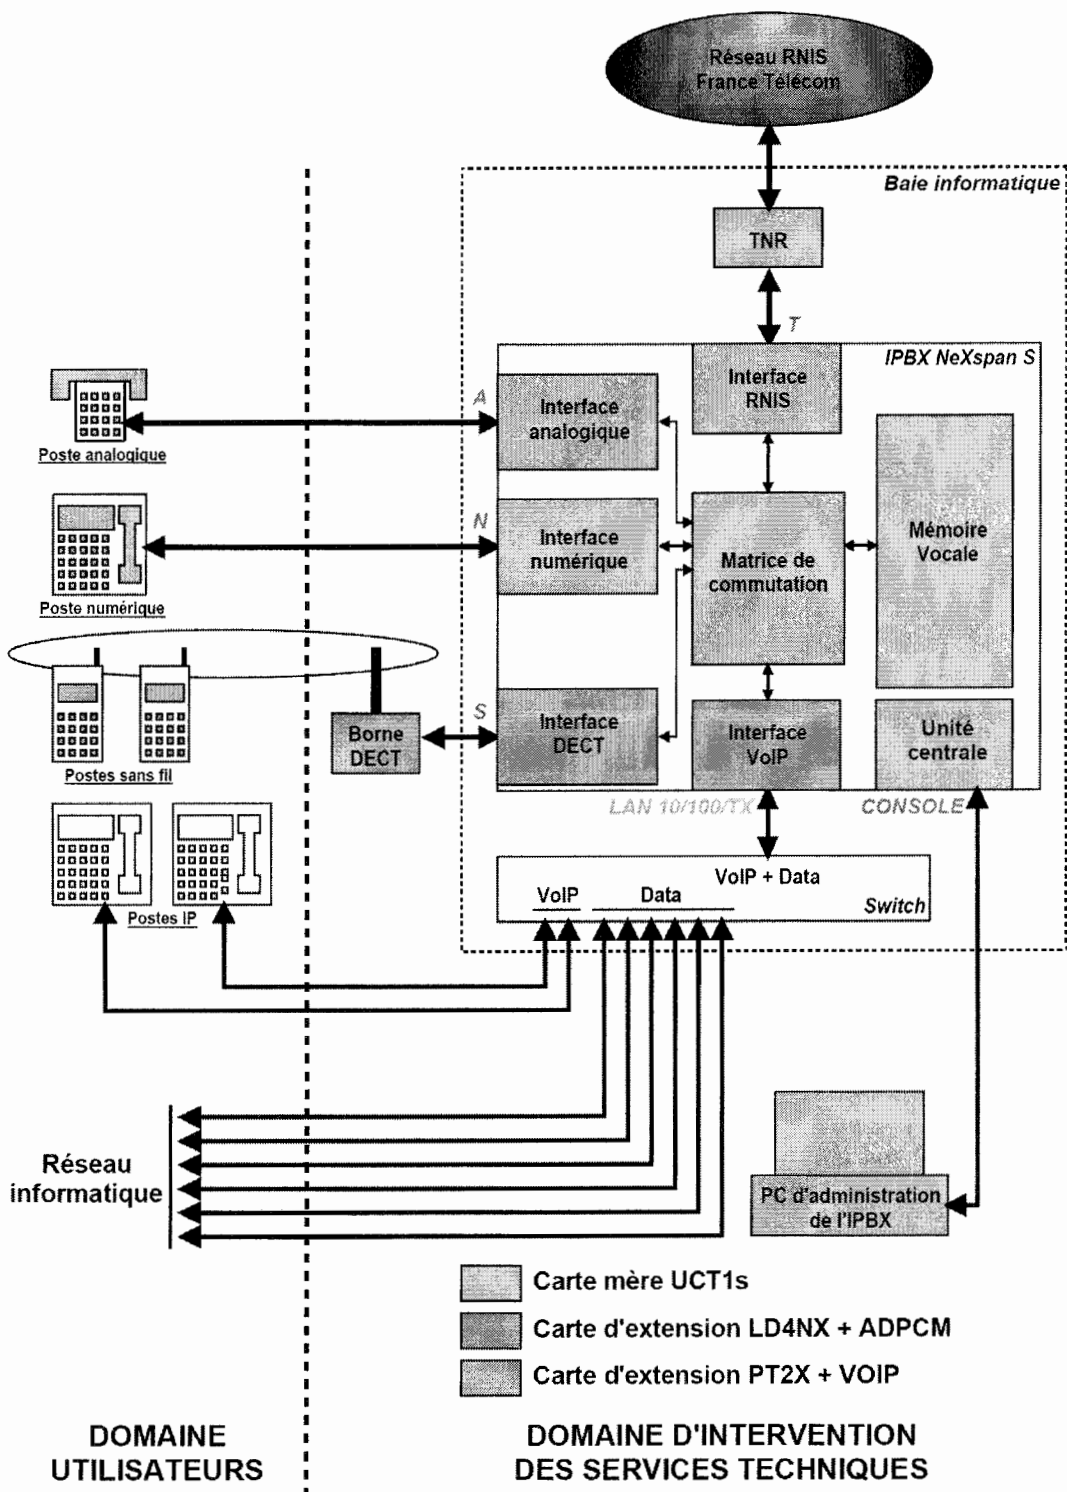 Réseau RNIS
France Télécom
Baie informatique
TNR
T
IPBX NeXspan S
Interface
RNIS
A
Interface
analogique
Poste analogique
Mémoire
Vocale
N
Interface
numérique
Matrice de
commutation
Poste numérique
S
Interface
DECT
Borne
DECT
Interface
VoIP
Unité
centrale
Postes sans fil
LAN 10/100/TX
CONSOLE
VoIP + Data
VoIP
Data
Switch
Postes IP
Réseau
informatique
PC d'administration
de l'IPBX
Carte mère UCT1s
Carte d'extension LD4NX + ADPCM
Carte d'extension PT2X + VOIP
DOMAINE
UTILISATEURS
DOMAINE D'INTERVENTION
DES SERVICES TECHNIQUES